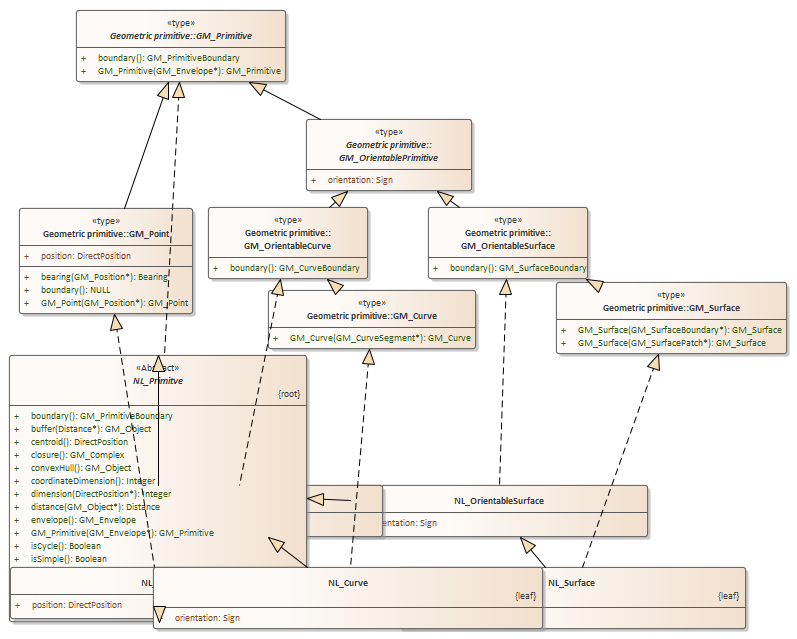 «type»
Geometric primitive::GM_Primitive
+ boundary(): GM_PrimitiveBoundary
+ GM_Primitive(GM_Envelope*): GM_Primitive
«type»
Geometric primitive::
GM_OrientablePrimitive
+ orientation: Sign
«type»
Geometric primitive::GM_Point
+ position: DirectPosition
+ bearing(GM_Position*): Bearing
+ boundary(): NULL
+ GM_Point(GM_Position*): GM_Point
«type»
Geometric primitive::
GM_OrientableCurve
+ boundary(): GM_CurveBoundary
«type»
Geometric primitive::
GM_OrientableSurface
+ boundary(): GM_SurfaceBoundary
«type»
Geometric primitive::GM_Curve
+ GM_Curve(GM_CurveSegment*): GM_Curve
«type»
Geometric primitive::GM_Surface
+ GM_Surface(GM_SurfaceBoundary*): GM_Surface
+ GM_Surface(GM_SurfacePatch*): GM_Surface
«Abstract»
NL_Primitve
{root}
+ boundary(): GM_PrimitiveBoundary
+ buffer(Distance*): GM_Object
+ centroid(): DirectPosition
+ closure(): GM_Complex
+ convexHull(): GM_Object
+ coordinateDimension(): Integer
+ dimension(DirectPosition*): Integer
+ distance(GM_Object*): Distance
+ envelope(): GM_Envelope
+ GM_Primitive(GM_Envelope*): GM_Primitive
+ isCycle(): Boolean
+ isSimple(): Boolean
NL_OrientableSurface
entation: Sign
NL_
+ position: DirectPosition
NL_Curve
{leaf}
orientation: Sign
NL_Surface
{leaf}